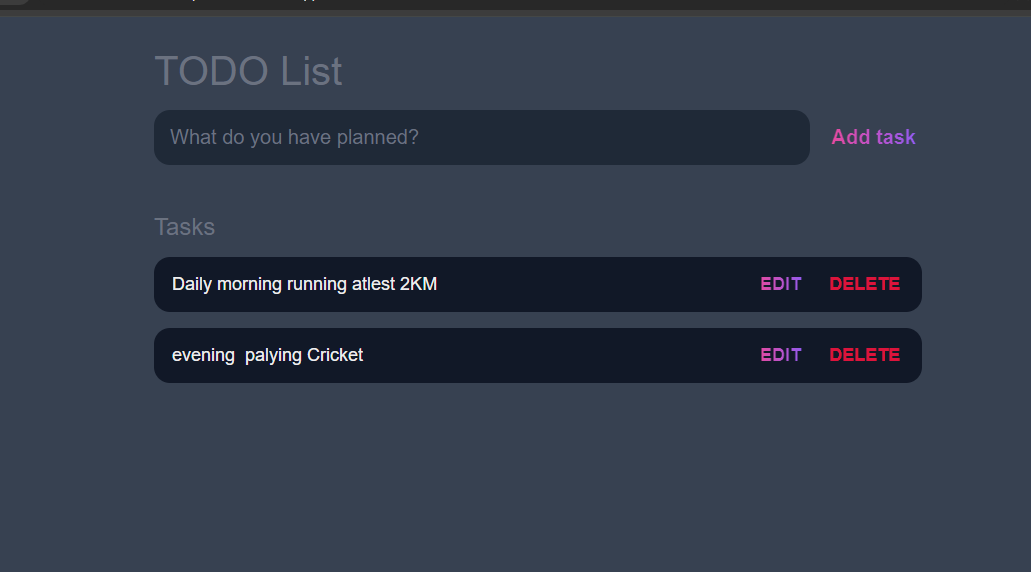 TODO List
What do you have planned?
Add task
Tasks
Daily morning running atlest 2KM
EDIT
DELETE
evening  palying Cricket
EDIT
DELETE